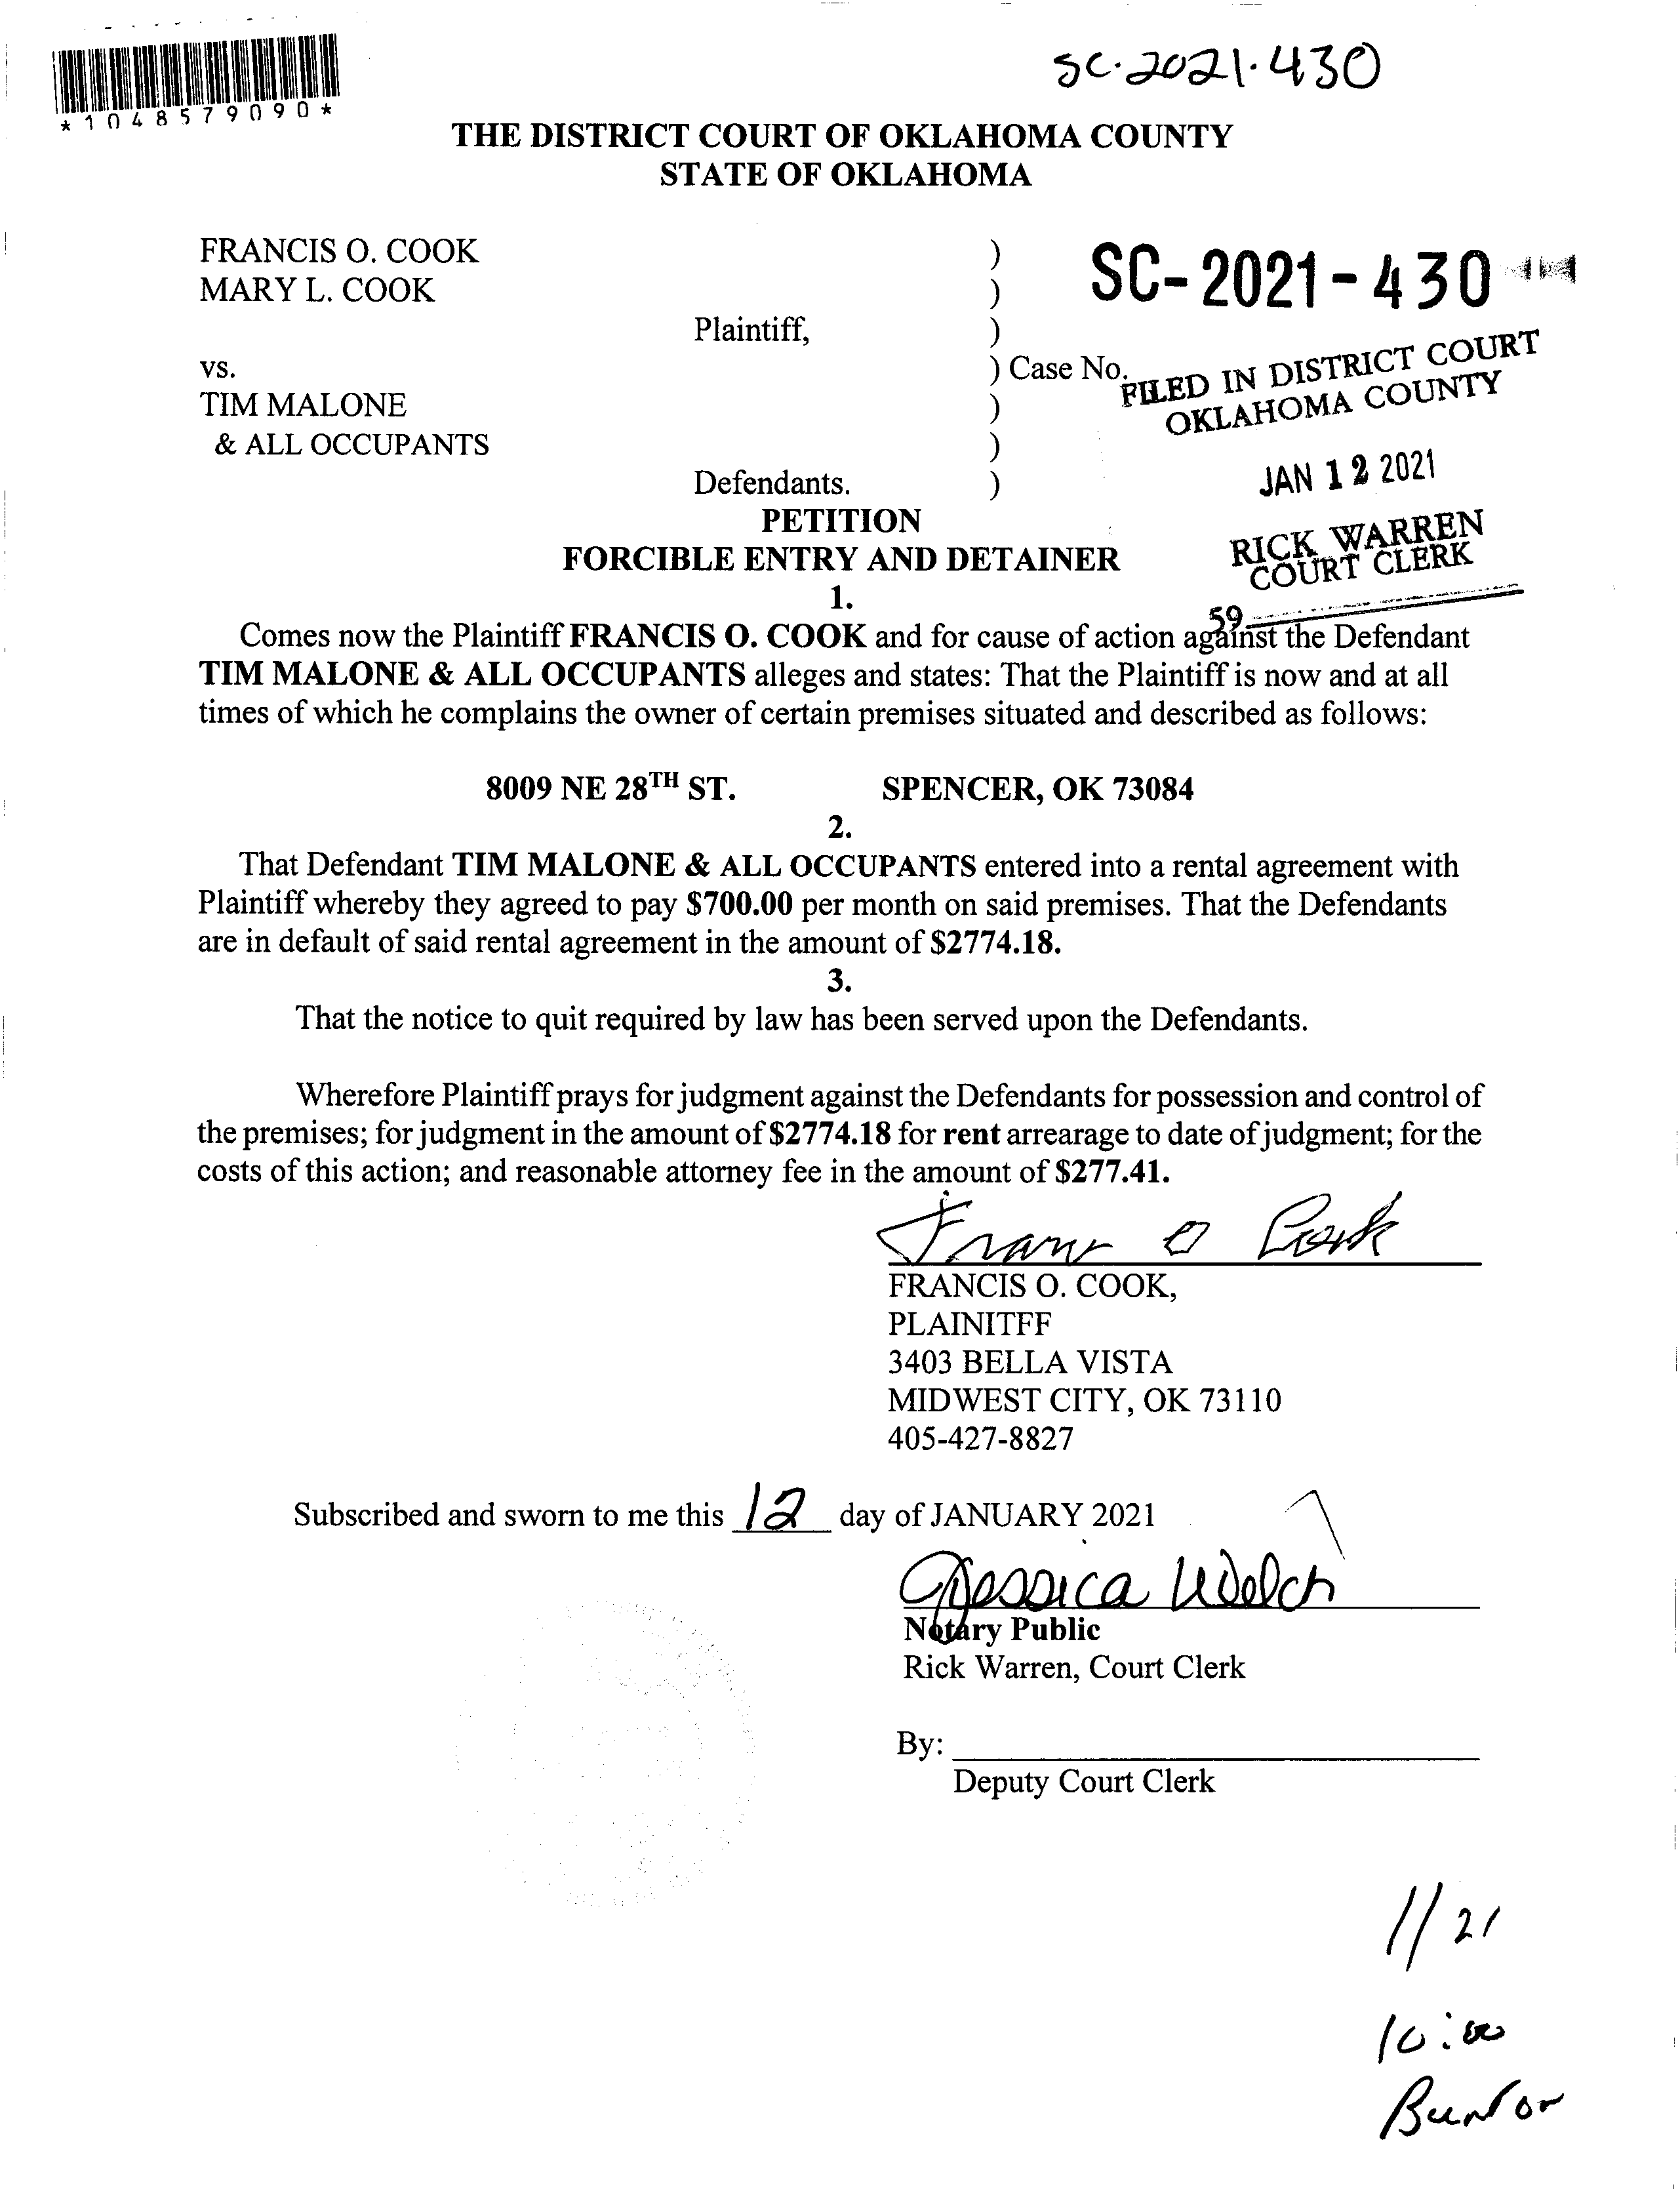 SC-2021-430
*1048579090*
THE DISTRICT COURT OF OKLAHOMA COUNTY
STATE OF OKLAHOMA
FRANCIS O. COOK )
MARY L. COOK )
Plaintiff, )
vs. ) Case No.
TIM MALONE )
& ALL OCCUPANTS )
Defendants. )
SC-2021-430
FILED IN DISTRICT COURT
OKLAHOMA COUNTY
JAN 12 2021
RICK WARREN
COURT CLERK
59
PETITION
FORCIBLE ENTRY AND DETAINER
1.
Comes now the Plaintiff FRANCIS O. COOK and for cause of action against the Defendant
TIM MALONE & ALL OCCUPANTS alleges and states: That the Plaintiff is now and at all
times of which he complains the owner of certain premises situated and described as follows:
8009 NE 28TH ST. SPENCER, OK 73084
2.
That Defendant TIM MALONE & ALL OCCUPANTS entered into a rental agreement with
Plaintiff whereby they agreed to pay $700.00 per month on said premises. That the Defendants
are in default of said rental agreement in the amount of $2774.18.
3.
That the notice to quit required by law has been served upon the Defendants.
Wherefore Plaintiff prays for judgment against the Defendants for possession and control of
the premises; for judgment in the amount of $2774.18 for rent arrearage to date of judgment; for the
costs of this action; and reasonable attorney fee in the amount of $277.41.
FRANCIS O. COOK,
PLAINITFF
3403 BELLA VISTA
MIDWEST CITY, OK 73110
405-427-8827
Subscribed and sworn to me this 12 day of JANUARY 2021
Jessica Welch
Notary Public
Rick Warren, Court Clerk
By:
Deputy Court Clerk
1/21
10:00